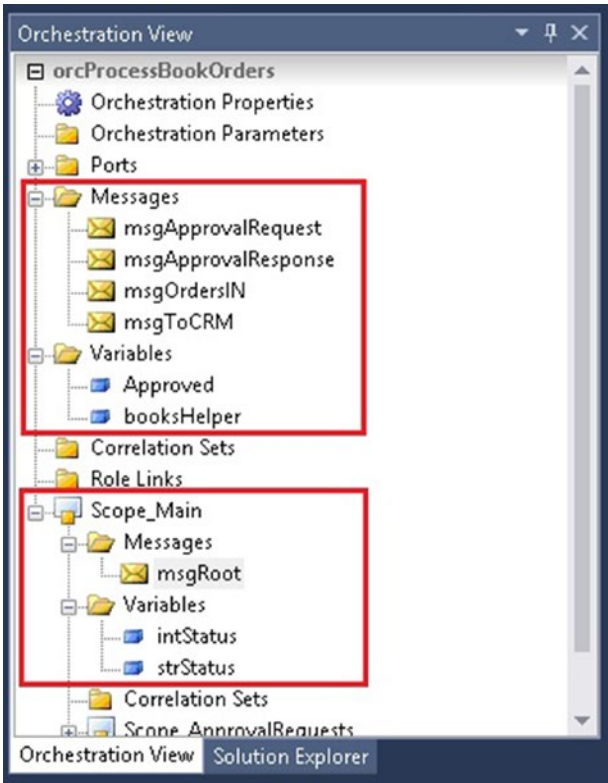 Orchestration View
orcProcessBookOrders
Orchestration Properties
Orchestration Parameters
Ports
Messages
msgApprovalRequest
msgApprovalResponse
msgOrdersIN
msgToCRM
Variables
Approved
booksHelper
Correlation Sets
Role Links
Scope_Main
Messages
msgRoot
Variables
intStatus
strStatus
Correlation Sets
Scope_ApprovalRequests
Orchestration View Solution Explorer